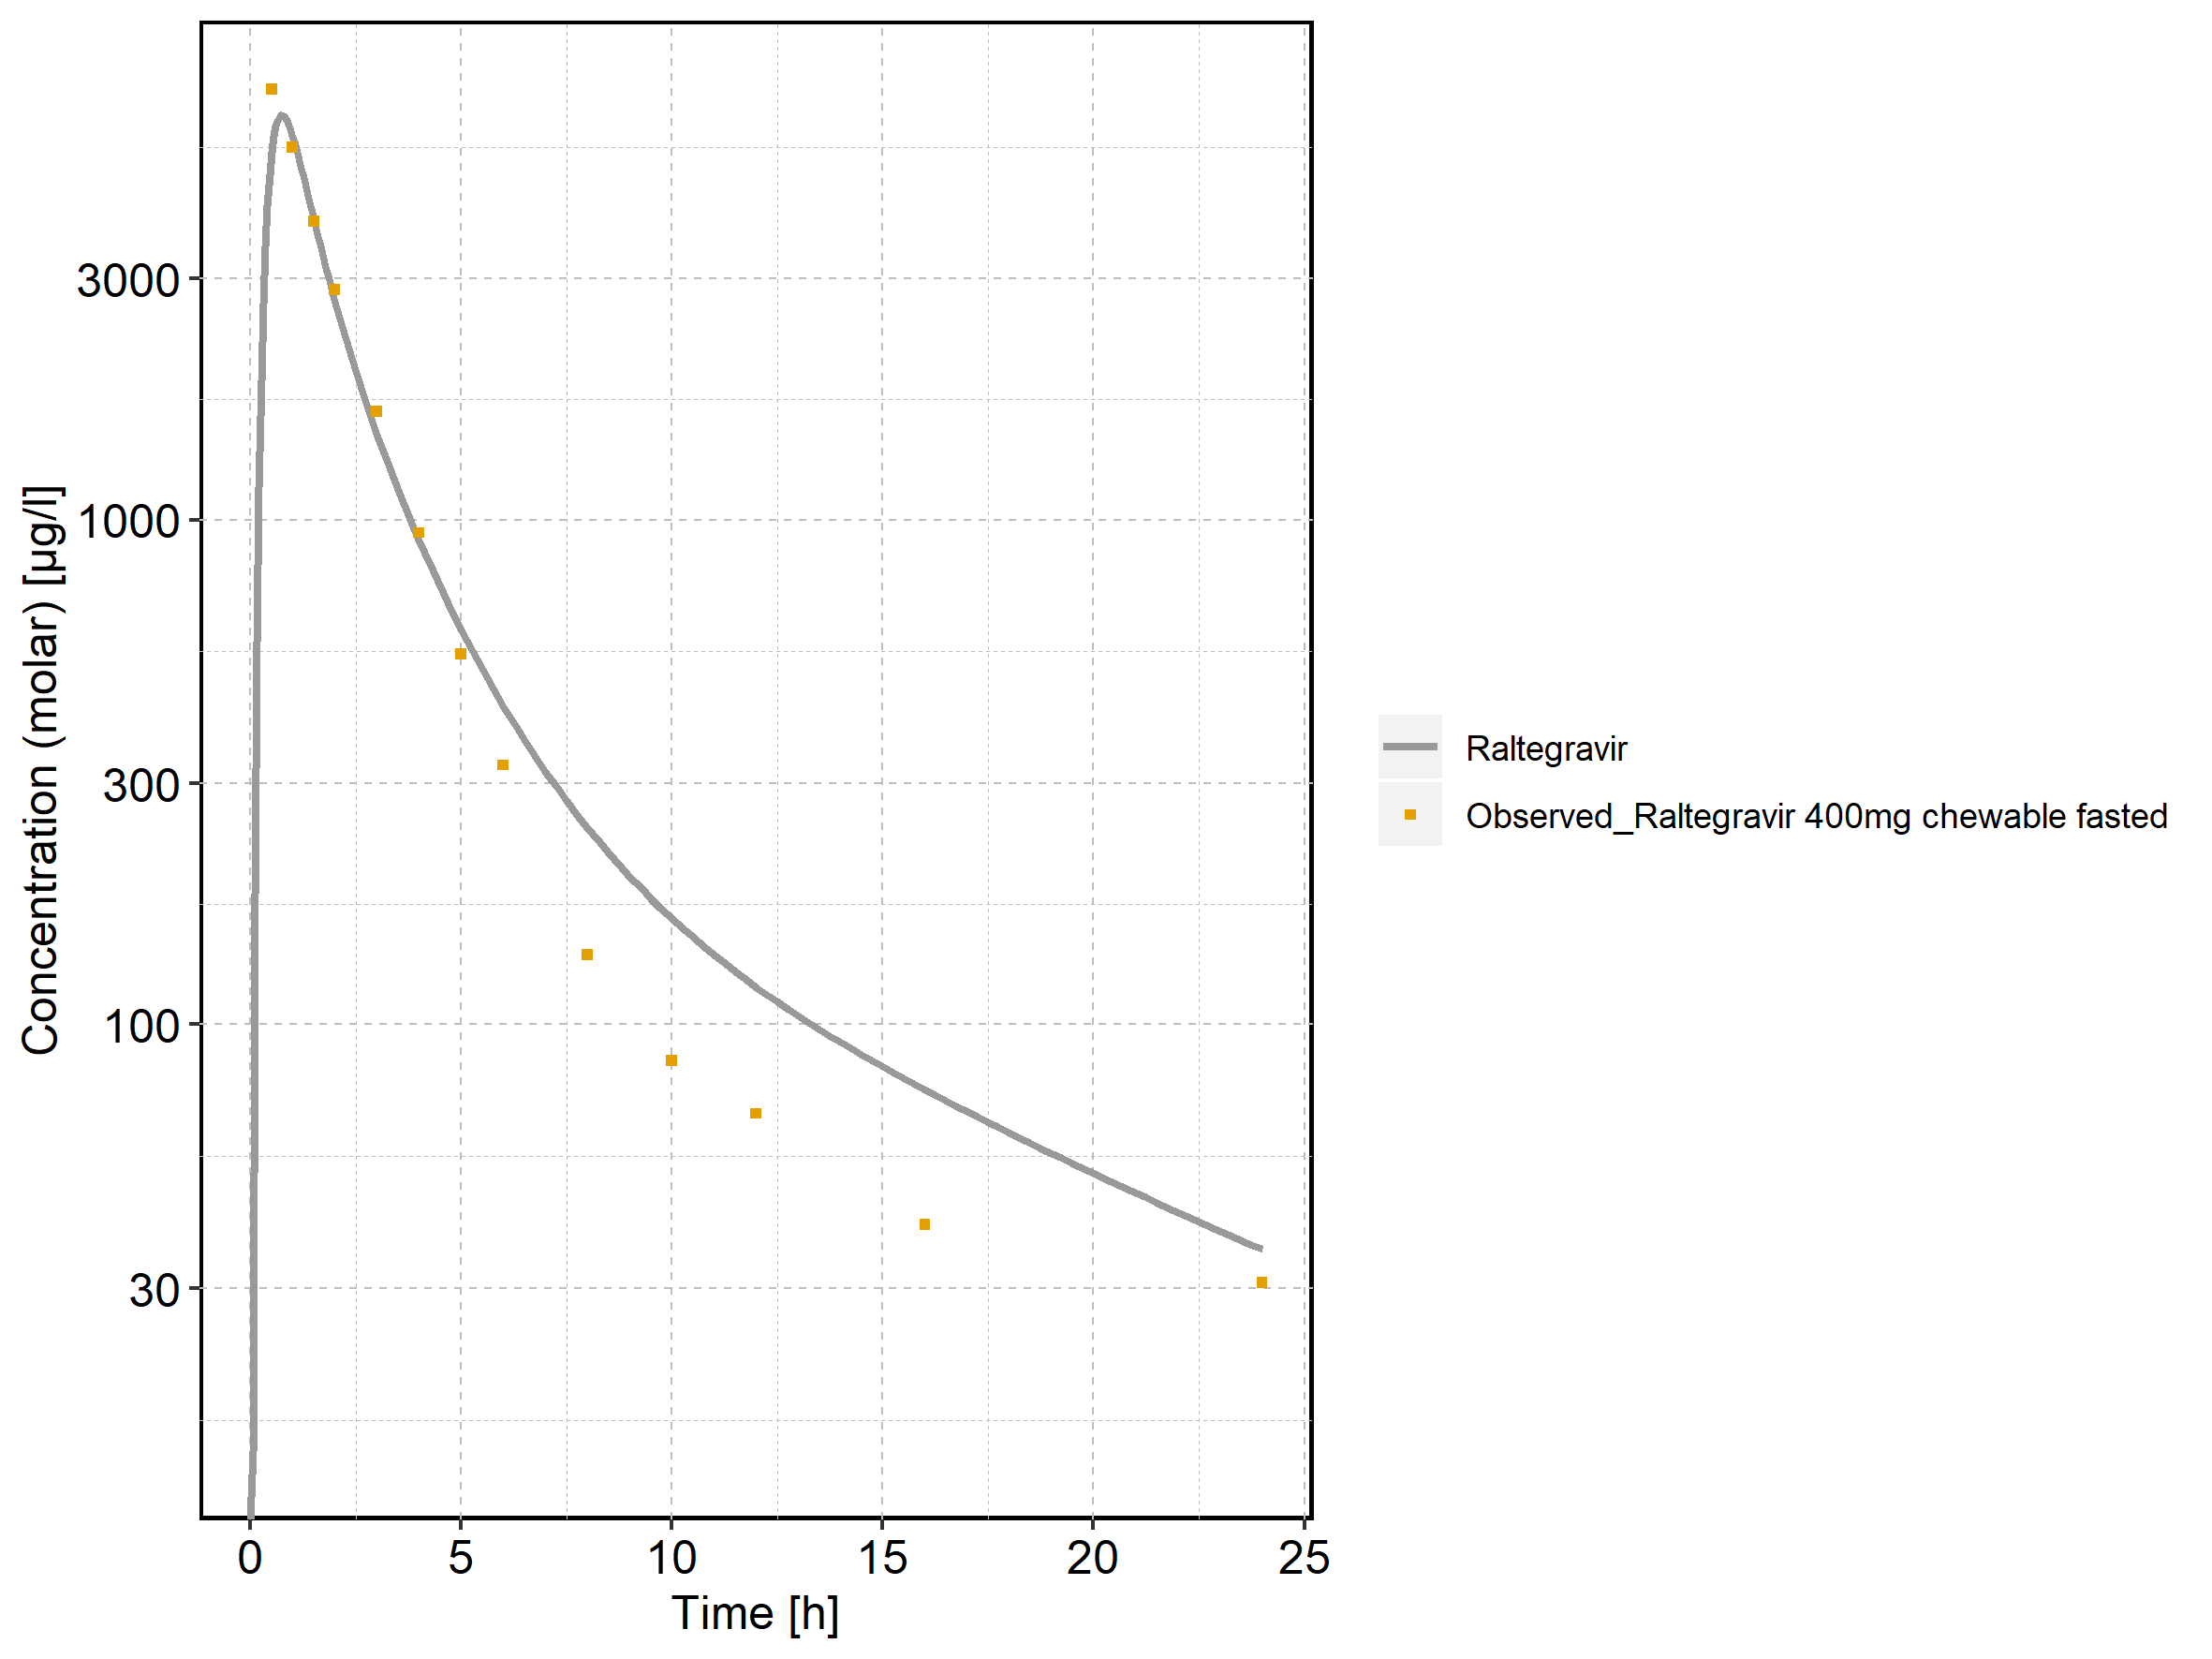 Concentration (molar) [µg/l]
3000
1000
300
100
30
0 5 10 15 20 25
Time [h]
Raltegravir
Observed_Raltegravir 400mg chewable fasted